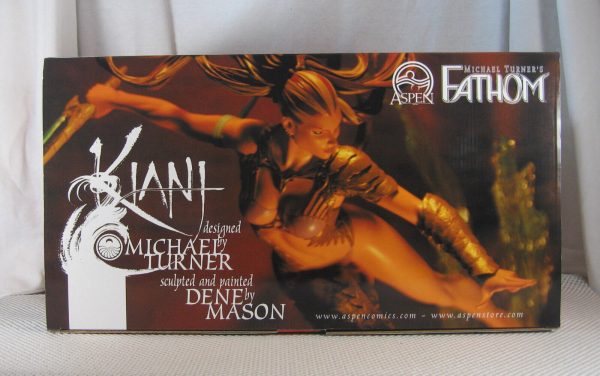 ASPEN
MICHAEL TURNER'S
FATHOM
KIANI
designed
by
MICHAEL
TURNER
sculpted and painted
by
DENE
MASON
www.aspencomics.com - www.aspenstore.com